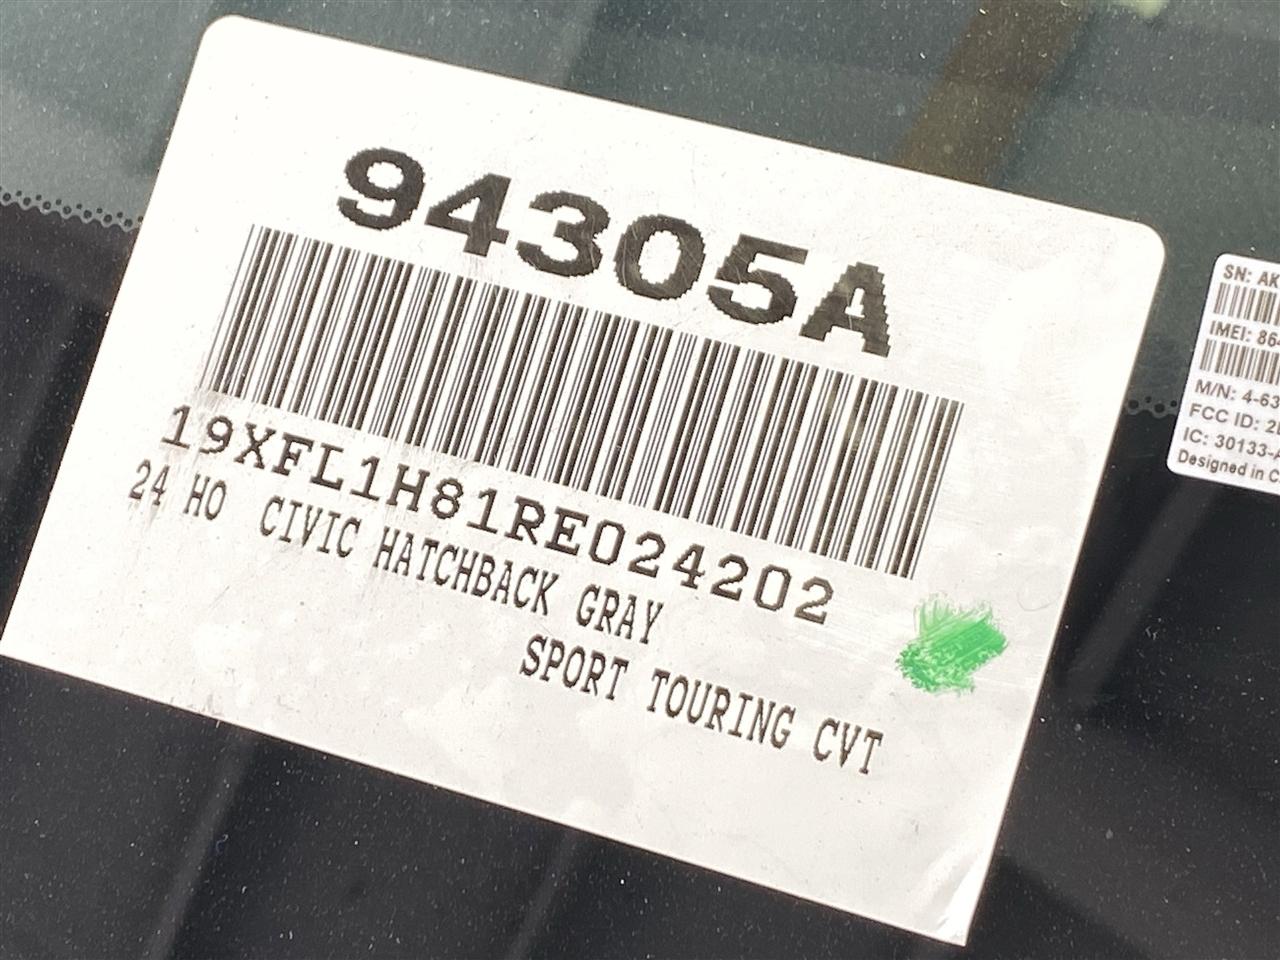 94305A
19XFL1H81RE024202
24 HO CIVIC HATCHBACK GRAY
SPORT TOURING CVT
SN: AK
IMEI: 864
M/N: 4-63
FCC ID: 2
IC: 30133-A
Designed in C